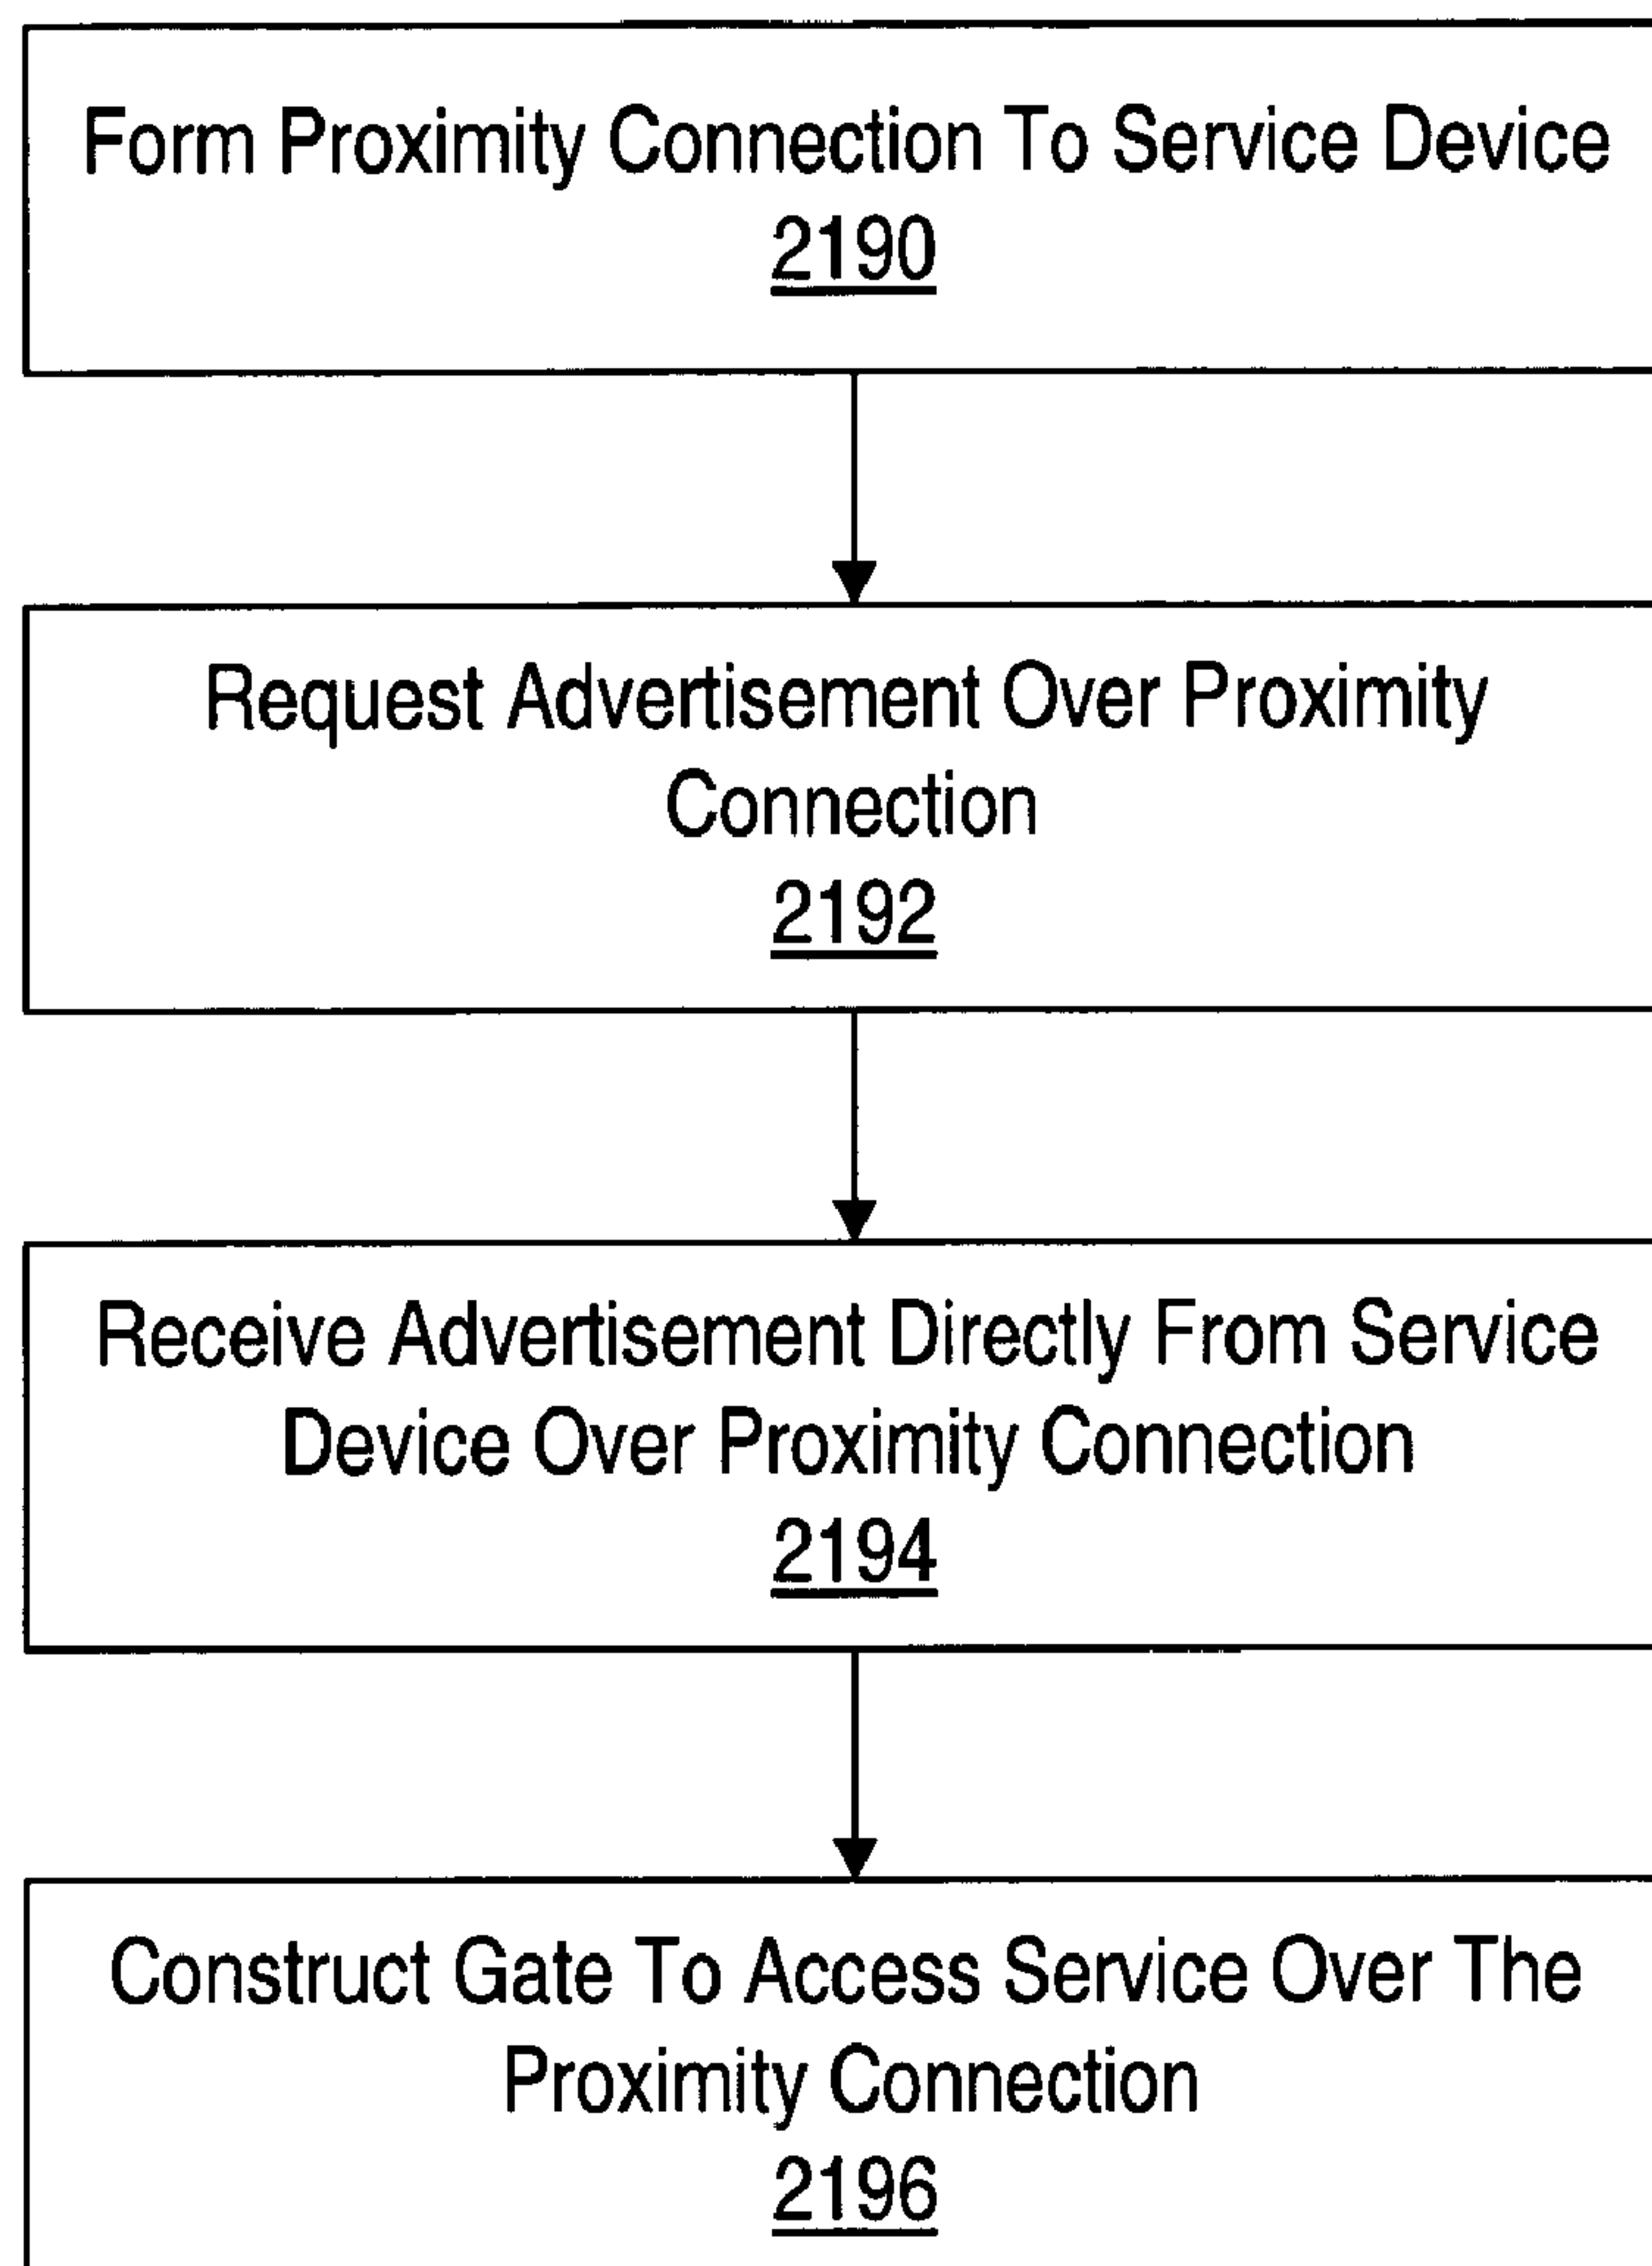 Form Proximity Connection To Service Device
2190
Request Advertisement Over Proximity
Connection
2192
Receive Advertisement Directly From Service
Device Over Proximity Connection
2194
Construct Gate To Access Service Over The
Proximity Connection
2196